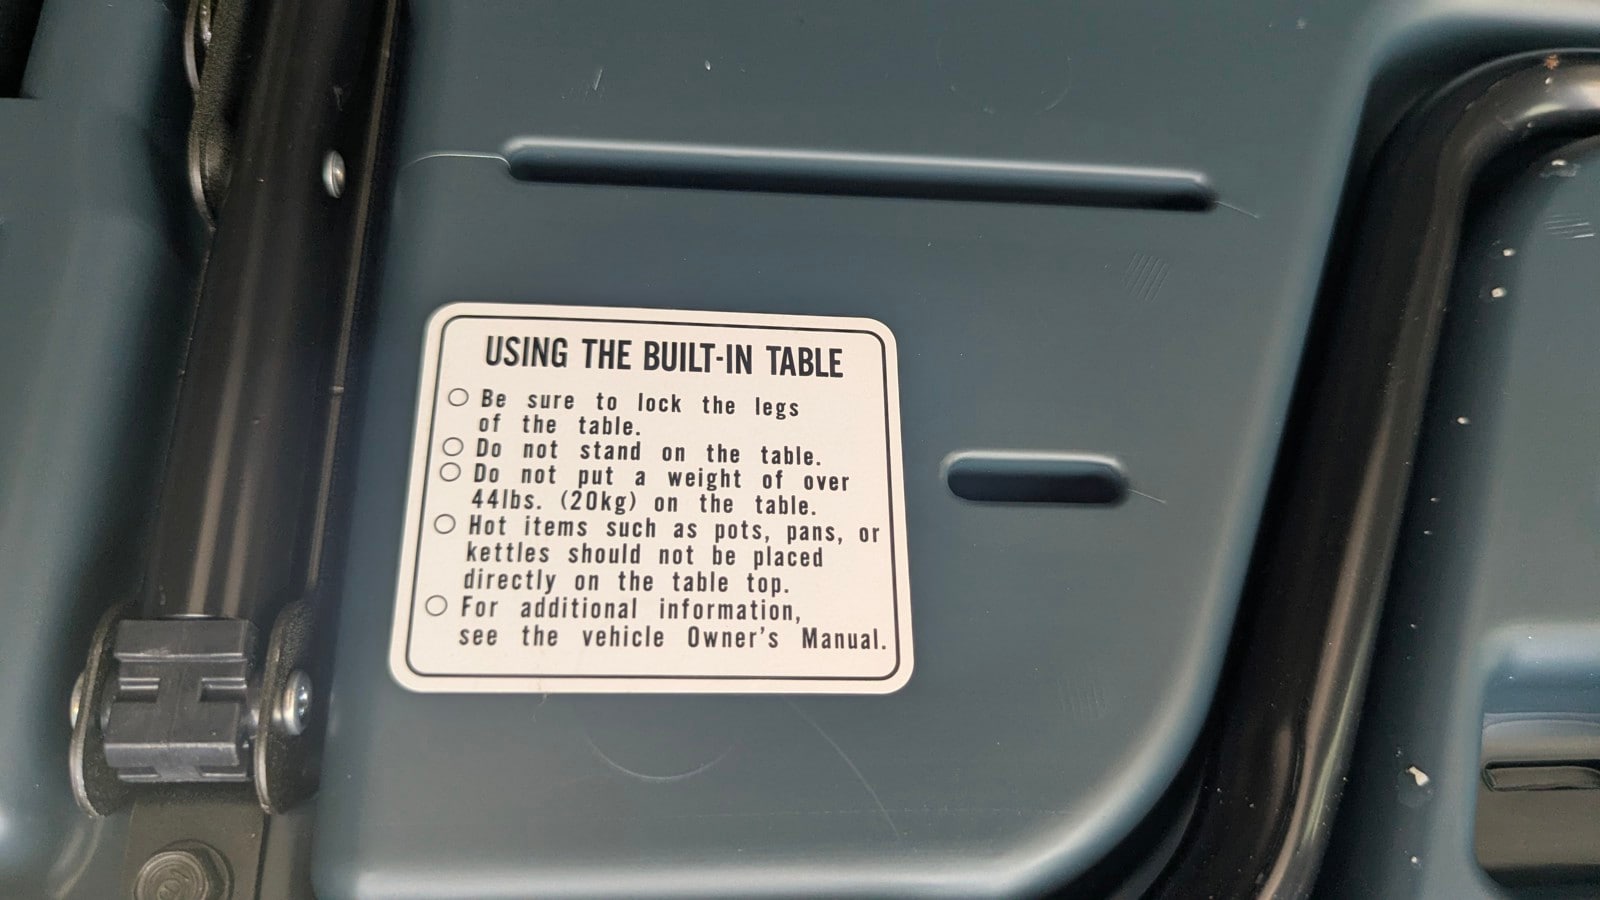 USING THE BUILT-IN TABLE
○ Be sure to lock the legs
of the table.
○ Do not stand on the table.
○ Do not put a weight of over
44lbs. (20kg) on the table.
○ Hot items such as pots, pans, or
kettles should not be placed
directly on the table top.
○ For additional information,
see the vehicle Owner's Manual.